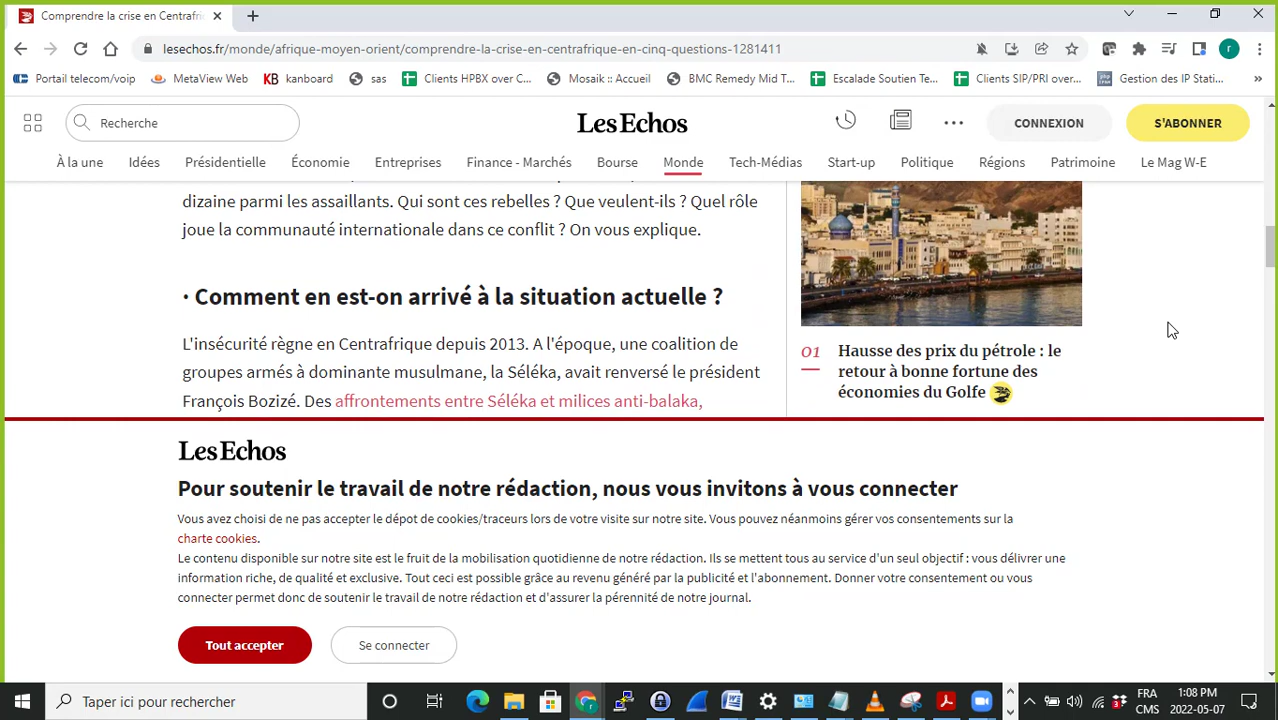 Comprendre la crise en Centrafri
lesechos.fr/monde/afrique-moyen-orient/comprendre-la-crise-en-centrafrique-en-cinq-questions-1281411
r
Portail telecom/voip
MetaView Web
KB kanboard
sas
Clients HPBX over C...
Mosaik :: Accueil
BMC Remedy Mid T...
Escalade Soutien Te...
Clients SIP/PRI over...
Gestion des IP Stati...
»
Recherche
Les Echos
CONNEXION
S'ABONNER
À la une
Idées
Présidentielle
Économie
Entreprises
Finance - Marchés
Bourse
Monde
Tech-Médias
Start-up
Politique
Régions
Patrimoine
Le Mag W-E
dizaine parmi les assaillants. Qui sont ces rebelles ? Que veulent-ils ? Quel rôle
joue la communauté internationale dans ce conflit ? On vous explique.
· Comment en est-on arrivé à la situation actuelle ?
L'insécurité règne en Centrafrique depuis 2013. A l'époque, une coalition de
groupes armés à dominante musulmane, la Séléka, avait renversé le président
François Bozizé. Des affrontements entre Séléka et milices anti-balaka,
01
Hausse des prix du pétrole : le
retour à bonne fortune des
économies du Golfe
Les Echos
Pour soutenir le travail de notre rédaction, nous vous invitons à vous connecter
Vous avez choisi de ne pas accepter le dépot de cookies/traceurs lors de votre visite sur notre site. Vous pouvez néanmoins gérer vos consentements sur la
charte cookies.
Le contenu disponible sur notre site est le fruit de la mobilisation quotidienne de notre rédaction. Ils se mettent tous au service d'un seul objectif : vous délivrer une
information riche, de qualité et exclusive. Tout ceci est possible grâce au revenu généré par la publicité et l'abonnement. Donner votre consentement ou vous
connecter permet donc de soutenir le travail de notre rédaction et d'assurer la pérennité de notre journal.
Tout accepter
Se connecter
Taper ici pour rechercher
FRA
CMS
1:08 PM
2022-05-07